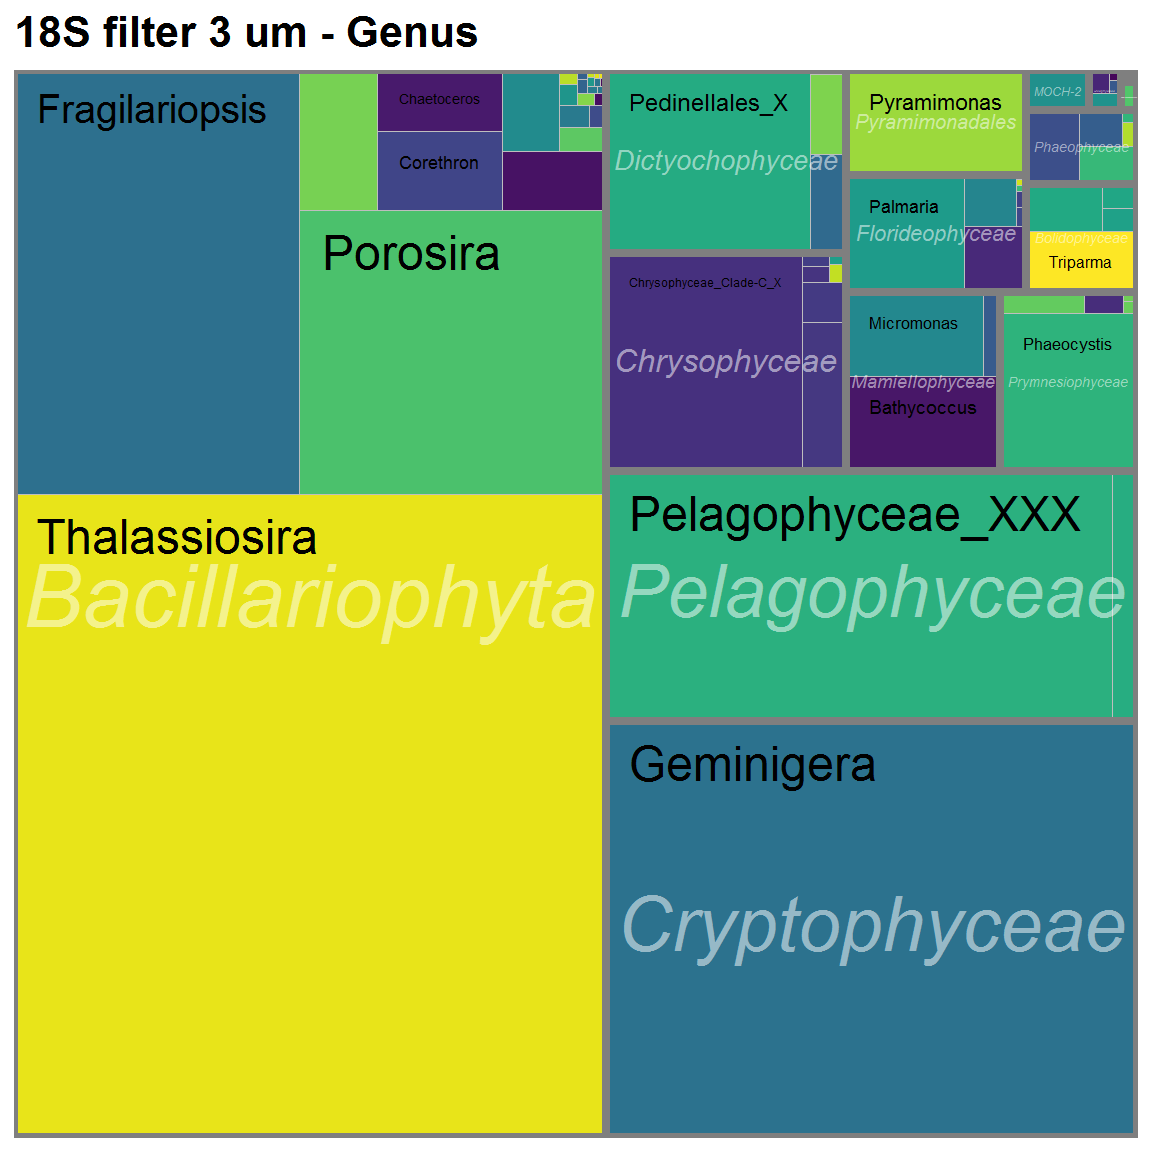 18S filter 3 um - Genus
Fragilariopsis
Chaetoceros
Corethron
Porosira
Thalassiosira
Bacillariophyta
Pedinellales_X
Dictyochophyceae
Chrysophyceae_Clade-C_X
Chrysophyceae
Pyramimonas
Pyramimonadales
Palmaria
Florideophyceae
Micromonas
Mamiellophyceae
Bathycoccus
MOCH-2
Phaeophyceae
Bolidophyceae
Triparma
Phaeocystis
Prymnesiophyceae
Pelagophyceae_XXX
Pelagophyceae
Geminigera
Cryptophyceae